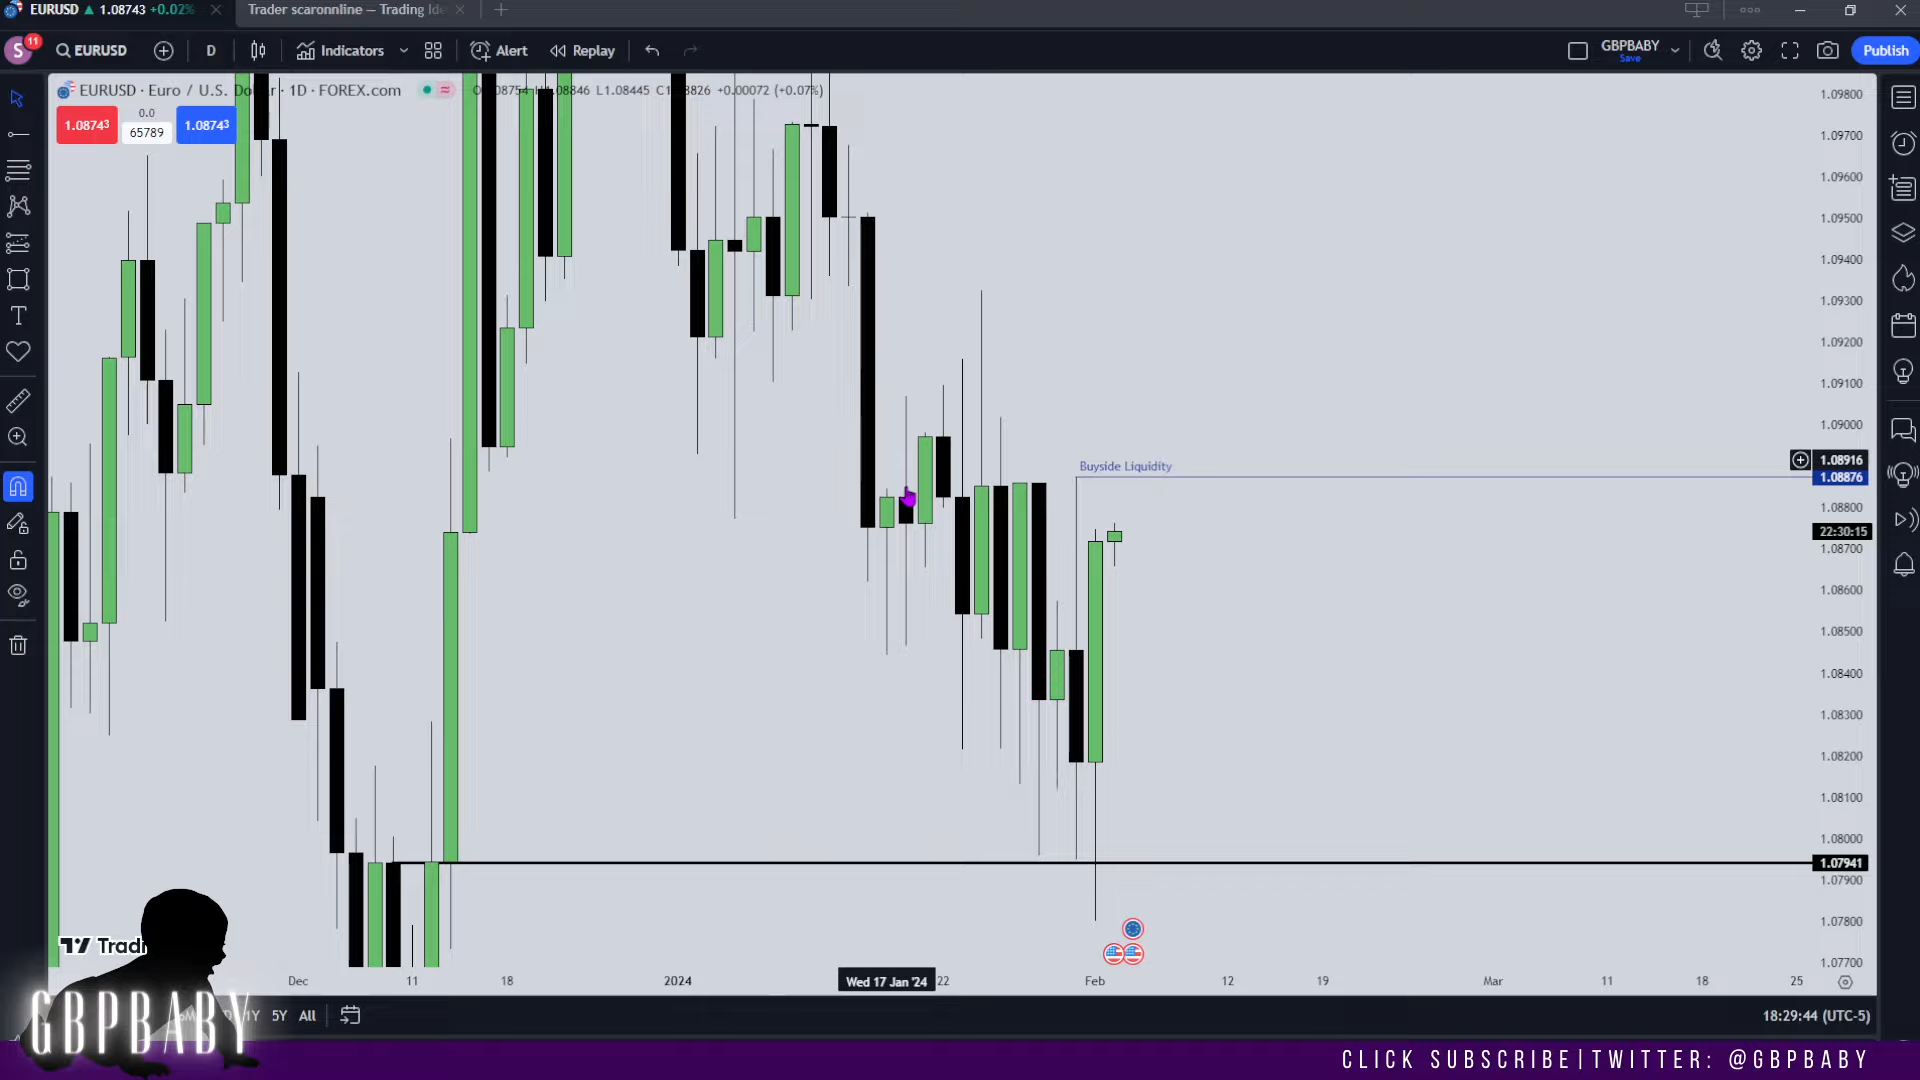 EURUSD ▲ 1.08743 +0.02%
Trader scaronnline — Trading Ide
S 11
EURUSD
D
Indicators
Alert
Replay
GBPBABY
Save
Publish
EURUSD · Euro / U.S. · 1D · FOREX.com
L1.08445 +0.00072 (+0.07%)
1.08743
0.0
65789
1.08743
Buyside Liquidity
1.09800
1.09700
1.09600
1.09500
1.09400
1.09300
1.09200
1.09100
1.09000
1.08916
1.08876
1.08800
22:30:15
1.08700
1.08600
1.08500
1.08400
1.08300
1.08200
1.08100
1.08000
1.07941
1.07900
1.07800
1.07700
Dec
11
18
2024
Wed 17 Jan '24
22
Feb
12
19
Mar
11
18
25
1Y
5Y
All
18:29:44 (UTC-5)
GBPBABY
CLICK SUBSCRIBE|TWITTER: @GBPBABY